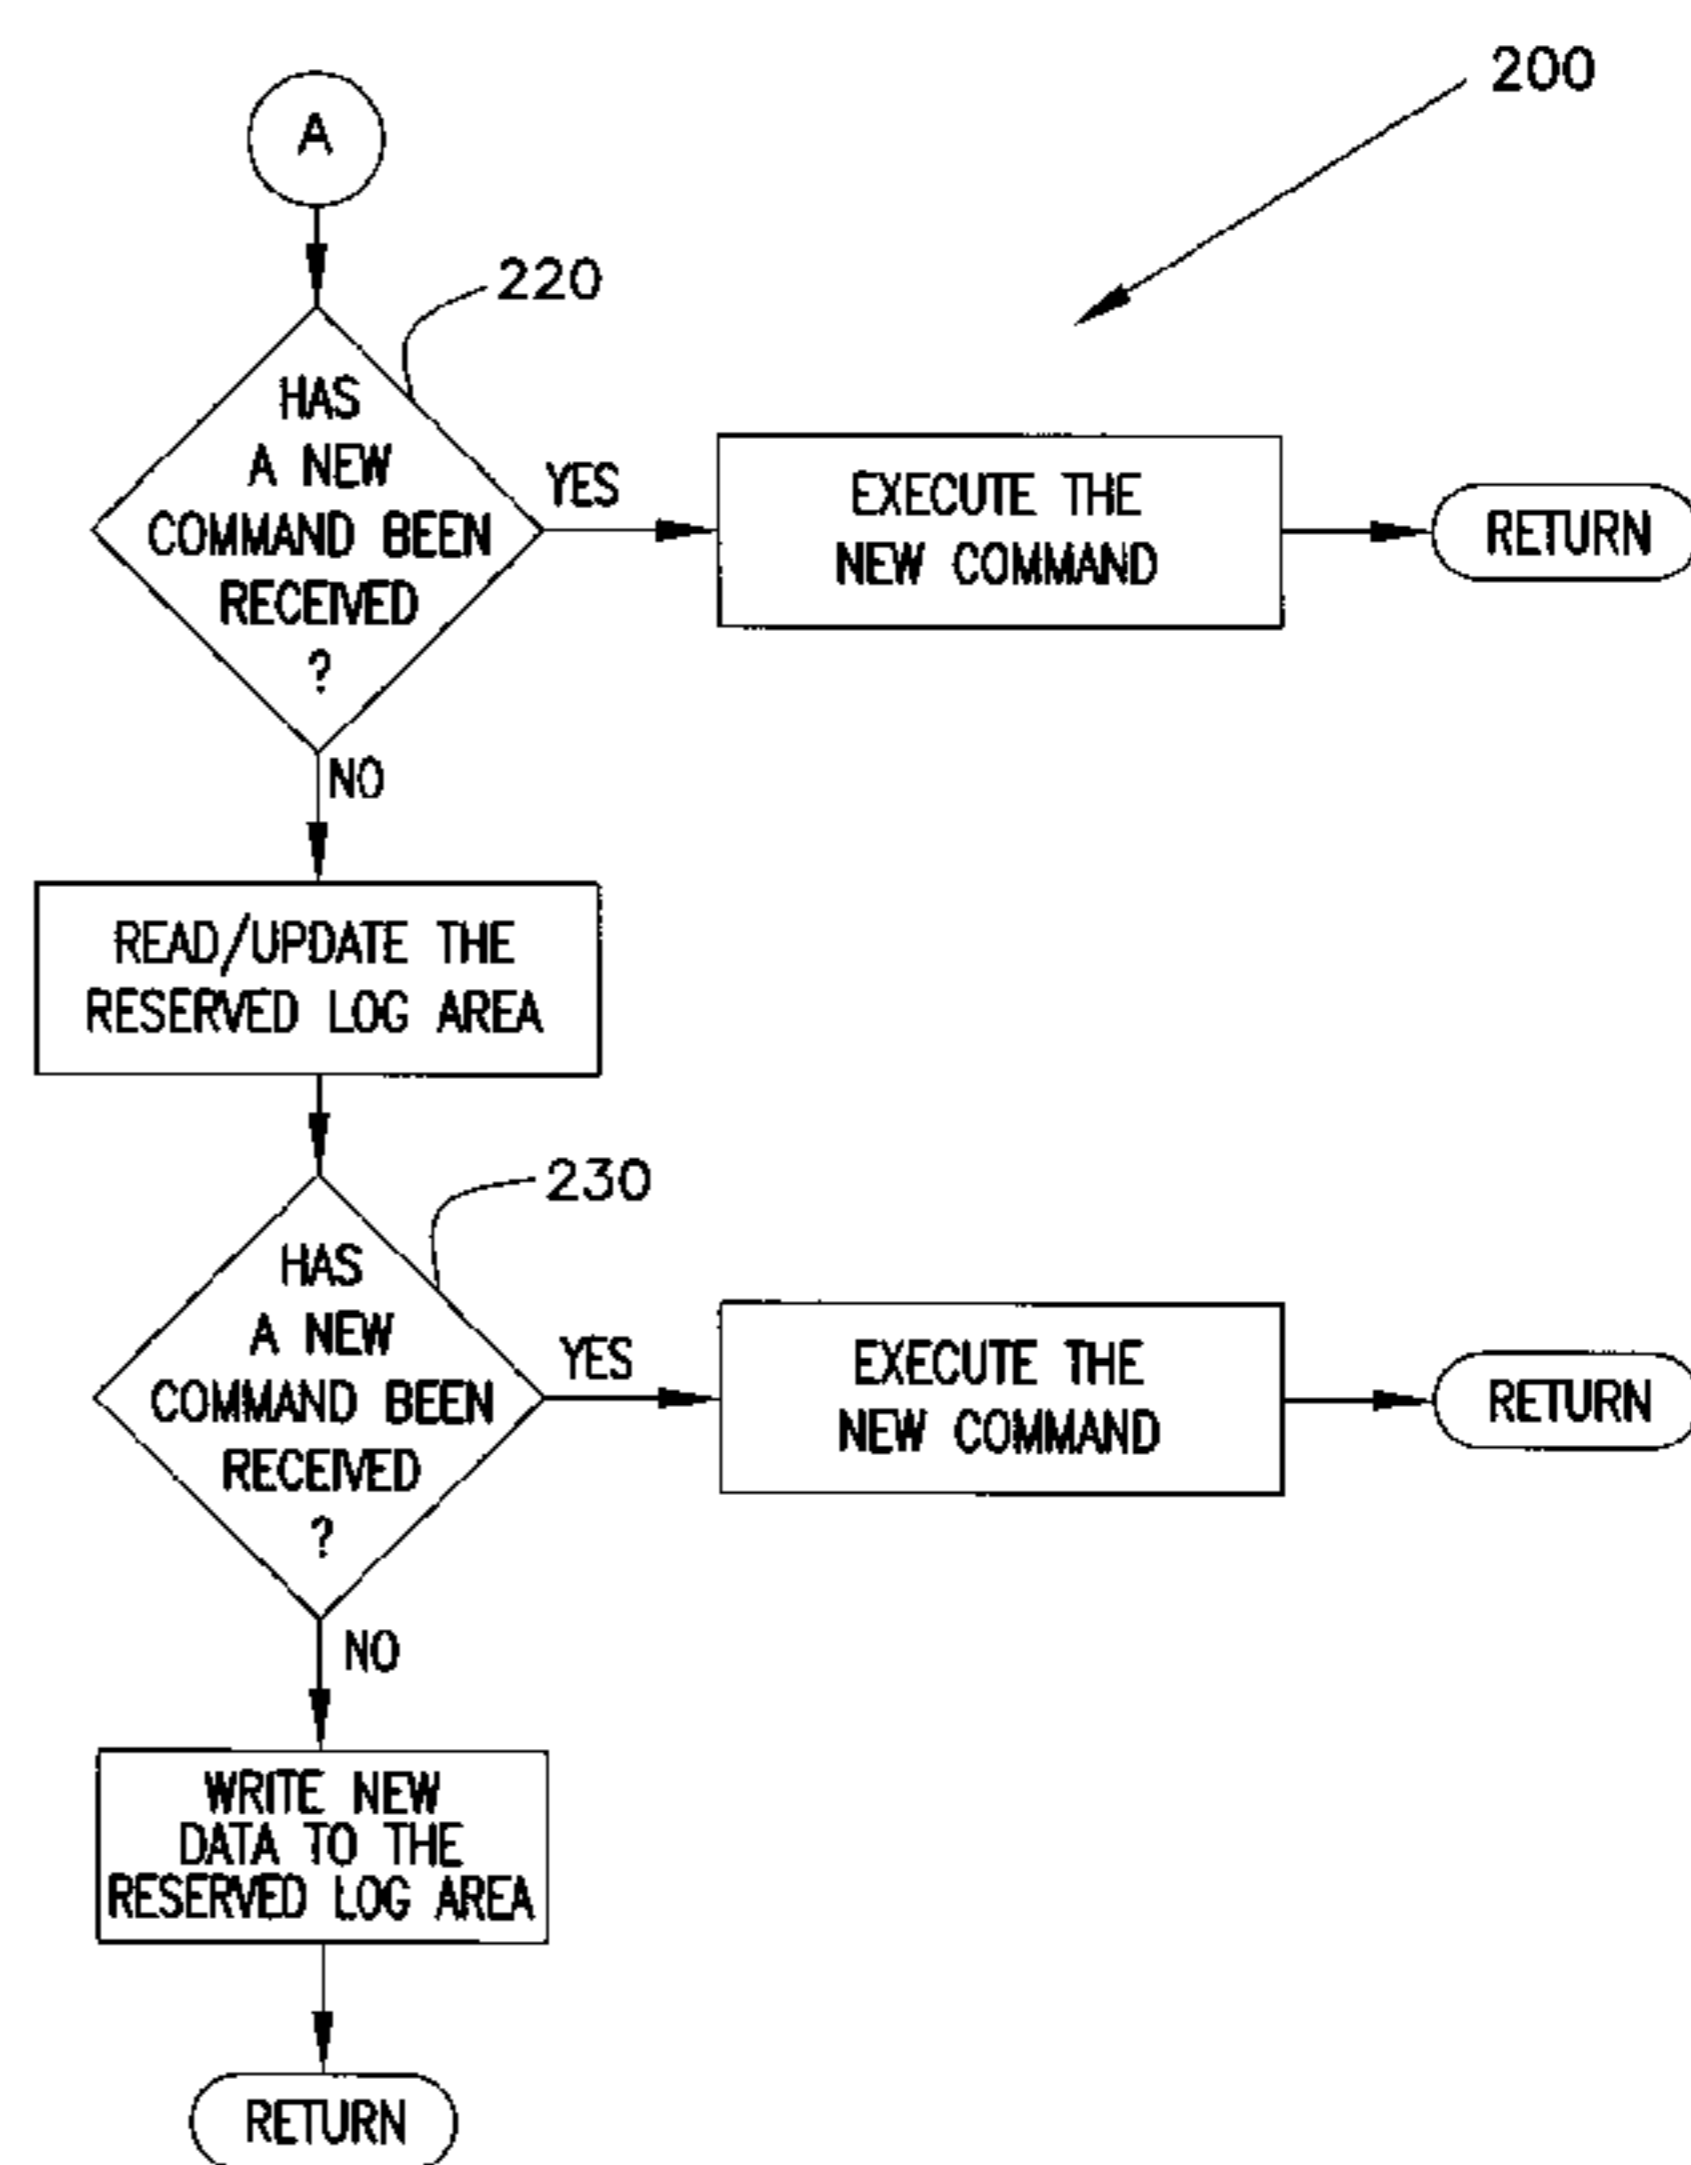 200
A
220
HAS
A NEW
COMMAND BEEN
RECEIVED
?
YES
EXECUTE THE
NEW COMMAND
RETURN
NO
READ/UPDATE THE
RESERVED LOG AREA
230
HAS
A NEW
COMMAND BEEN
RECEIVED
?
YES
EXECUTE THE
NEW COMMAND
RETURN
NO
WRITE NEW
DATA TO THE
RESERVED LOG AREA
RETURN